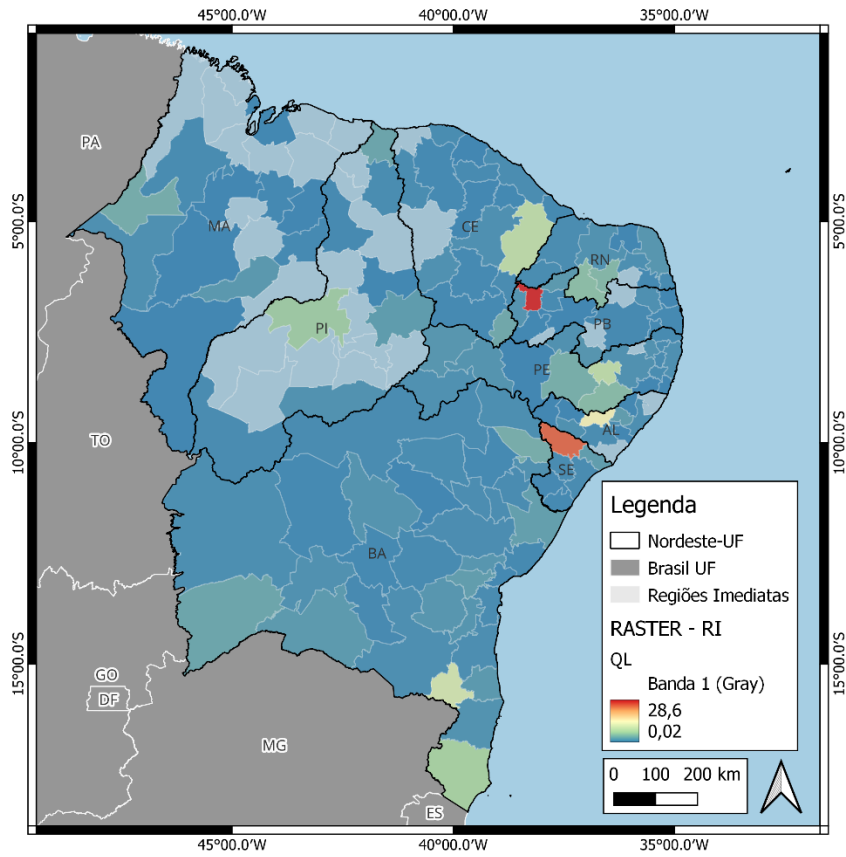 45°00.0'W 40°00.0'W 35°00.0'W
PA
5°00.0'S
5°00.0'S
MA
CE
RN
PI
PB
PE
AL
10°00.0'S
10°00.0'S
TO
SE
BA
Legenda
Nordeste-UF
Brasil UF
Regiões Imediatas
RASTER - RI
QL
Banda 1 (Gray)
28,6
0,02
15°00.0'S
15°00.0'S
GO
DF
MG
ES
0 100 200 km
45°00.0'W 40°00.0'W 35°00.0'W